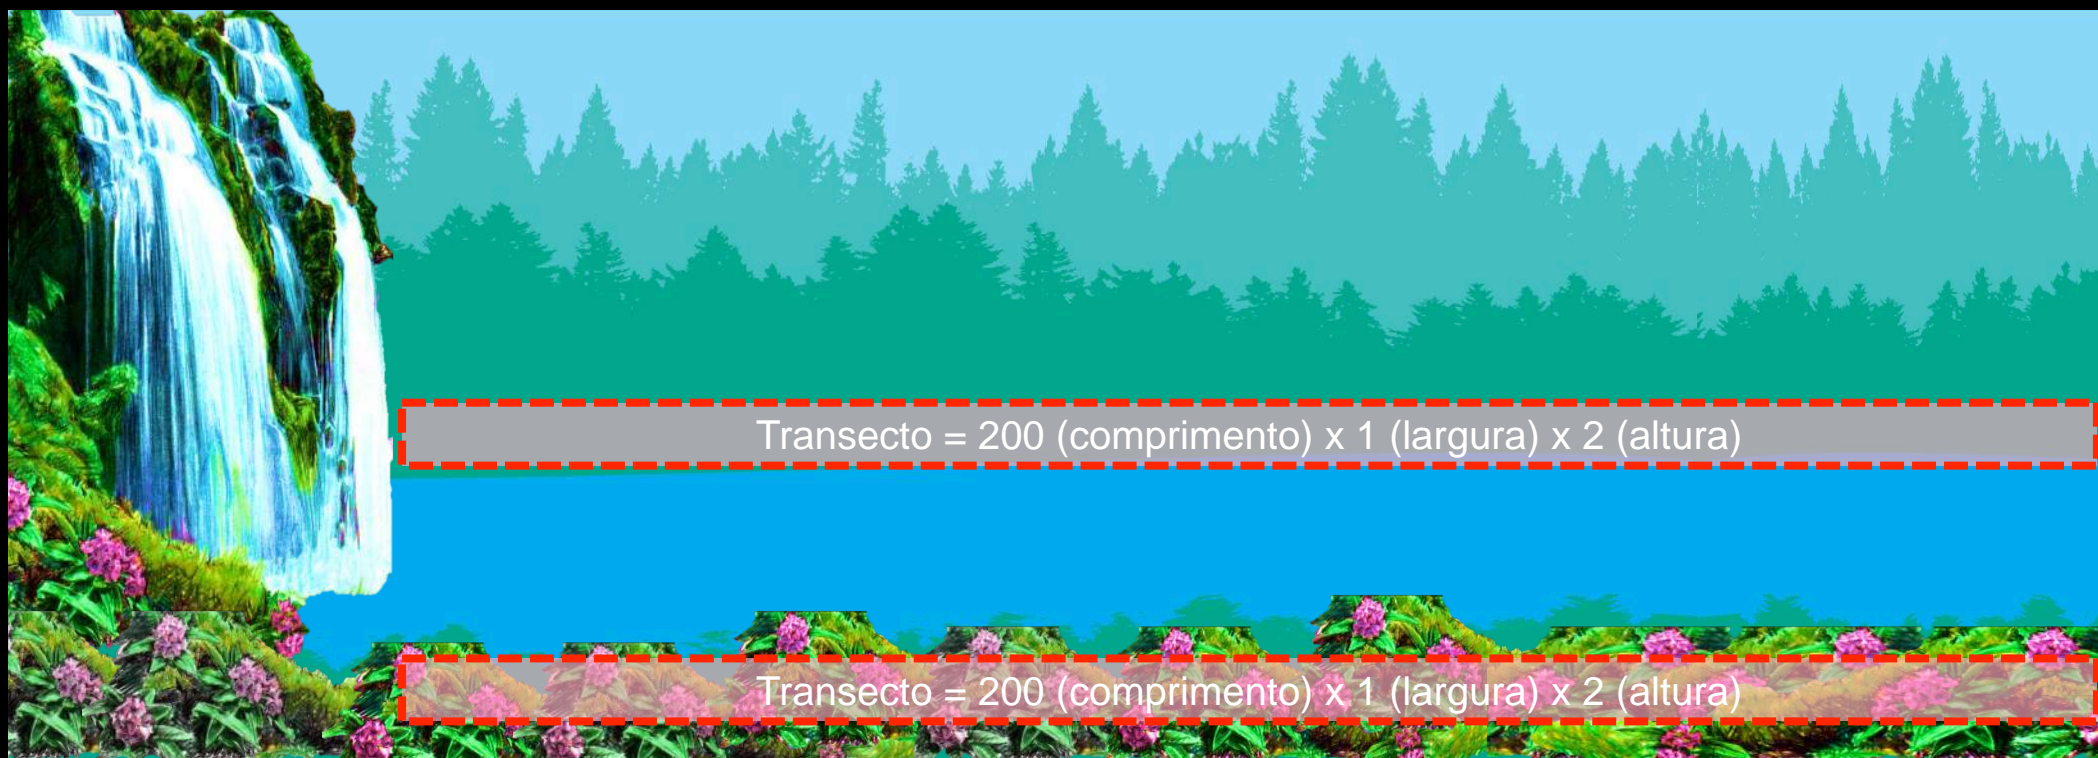 Transecto = 200 (comprimento) x 1 (largura) x 2 (altura)
Transecto = 200 (comprimento) x 1 (largura) x 2 (altura)